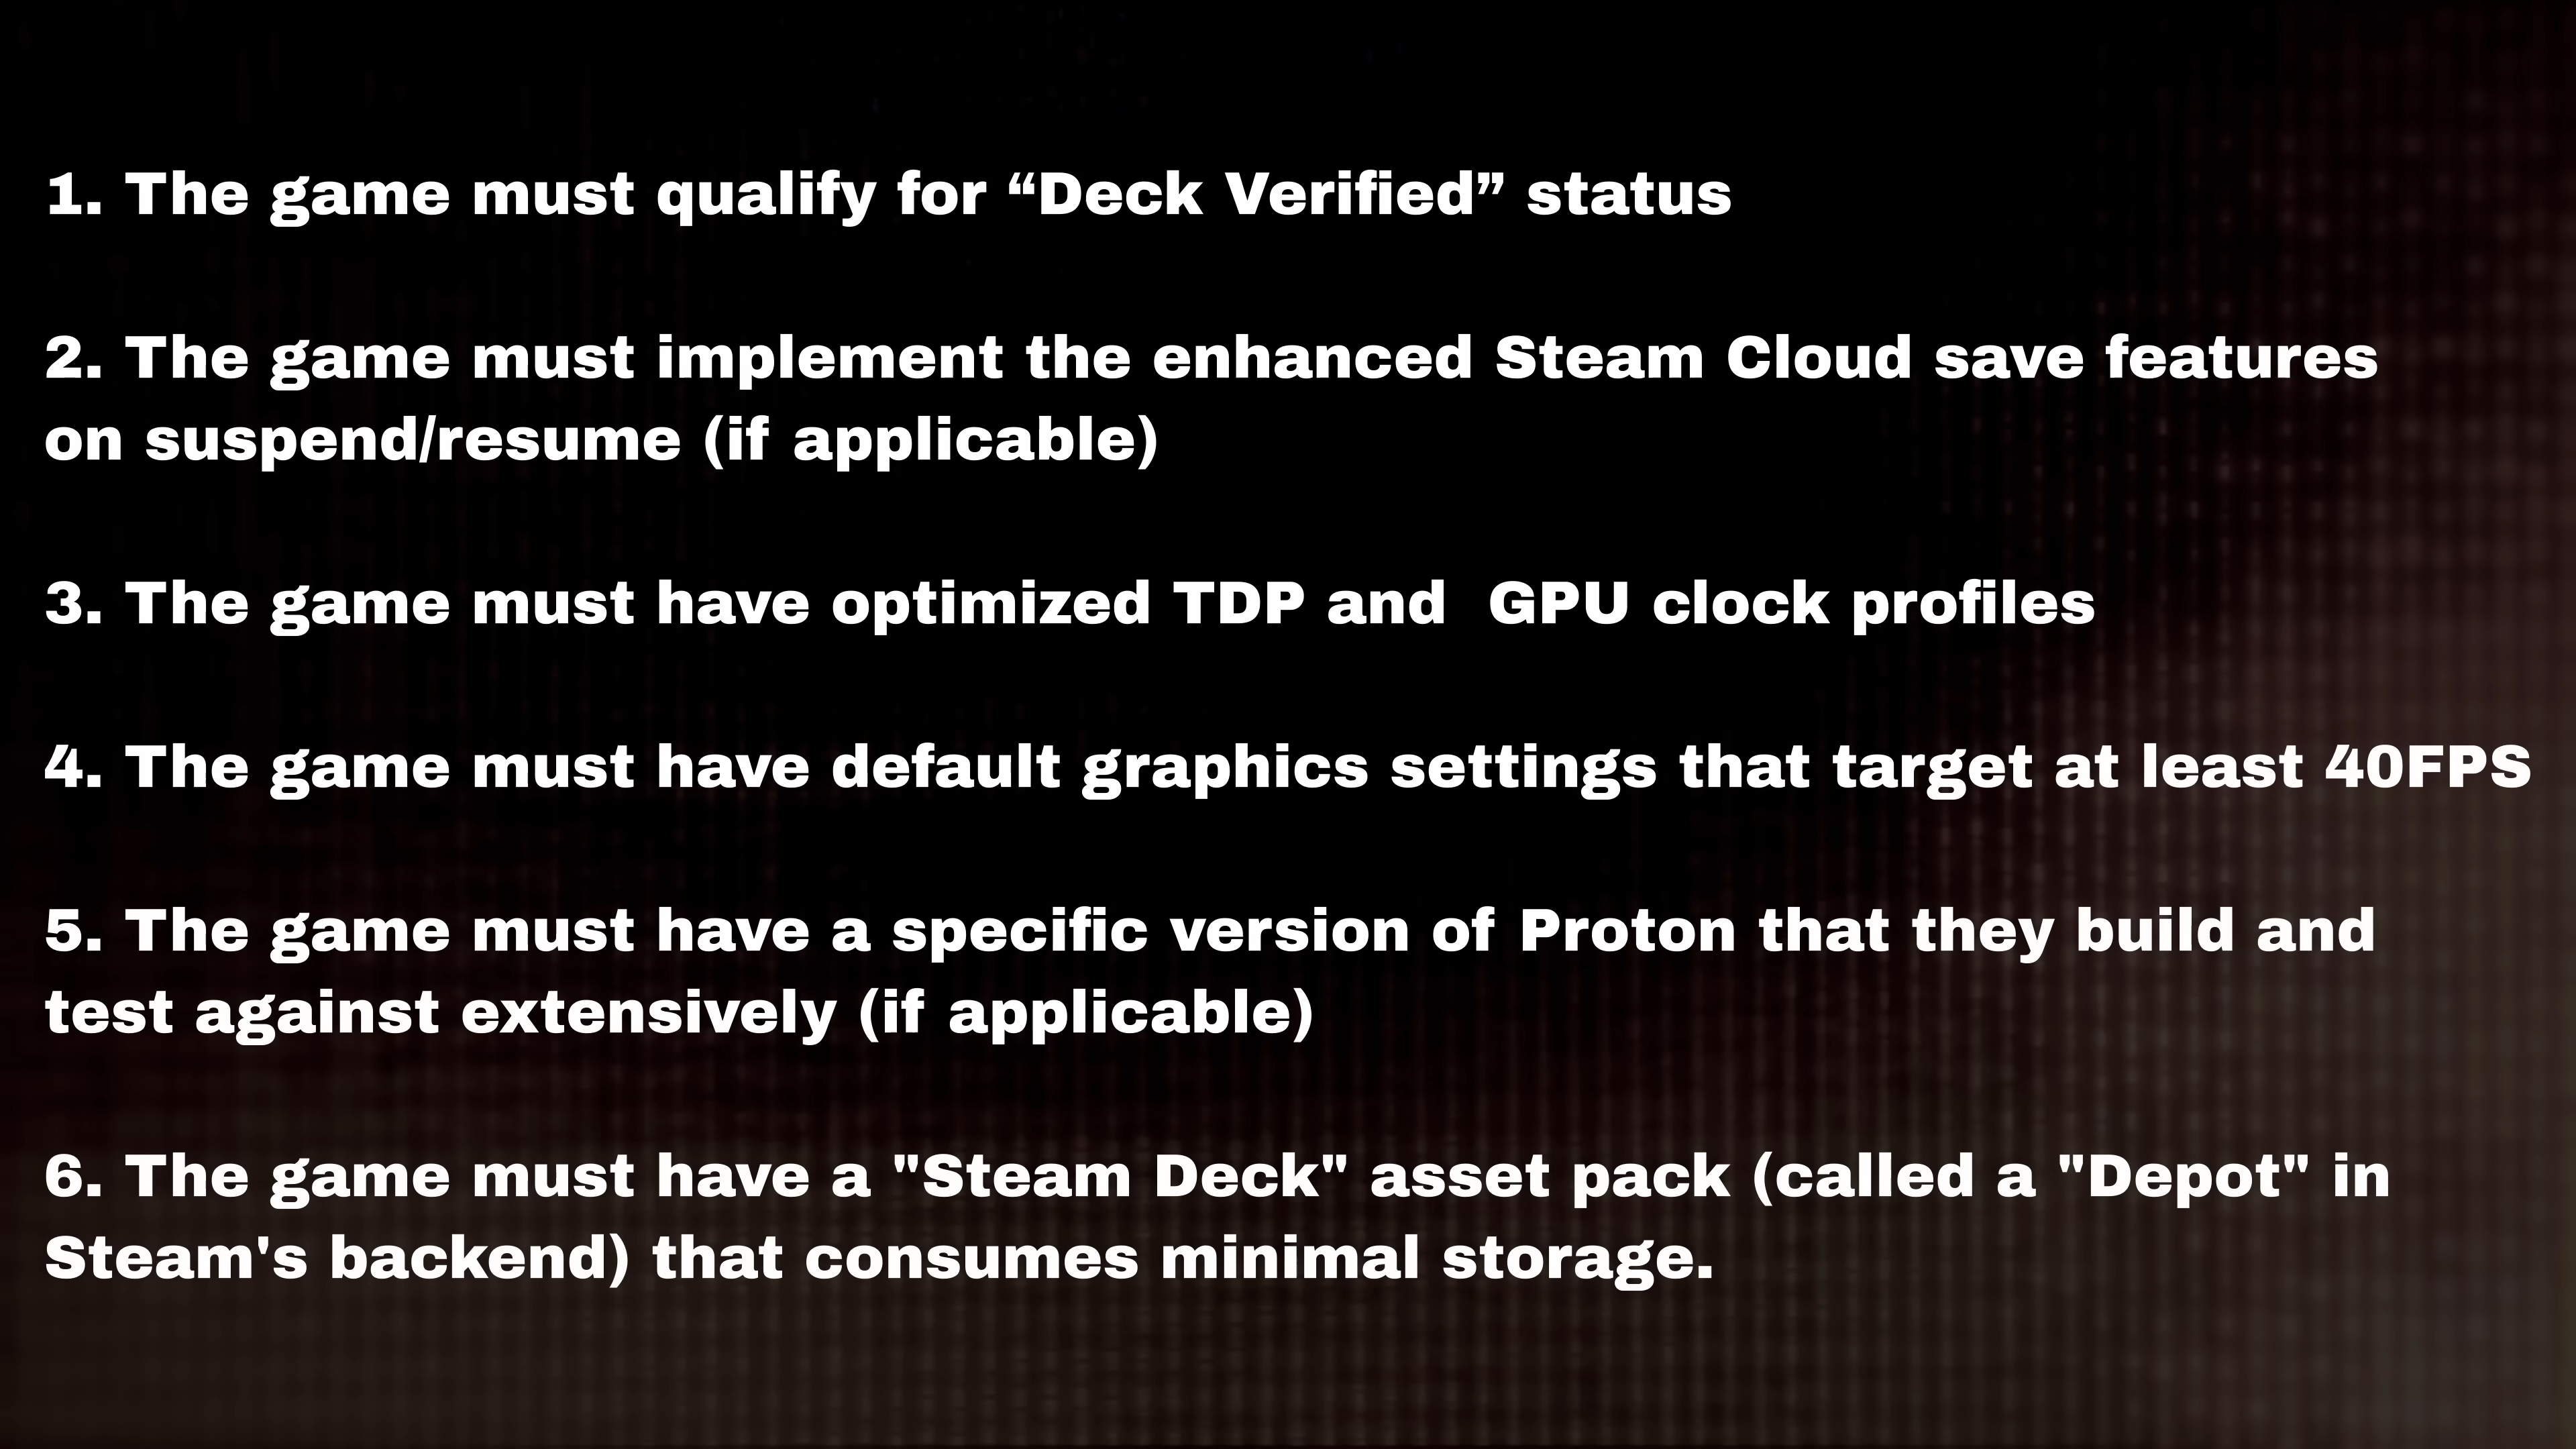 1. The game must qualify for “Deck Verified” status
2. The game must implement the enhanced Steam Cloud save features
on suspend/resume (if applicable)
3. The game must have optimized TDP and  GPU clock profiles
4. The game must have default graphics settings that target at least 40FPS
5. The game must have a specific version of Proton that they build and
test against extensively (if applicable)
6. The game must have a "Steam Deck" asset pack (called a "Depot" in
Steam's backend) that consumes minimal storage.